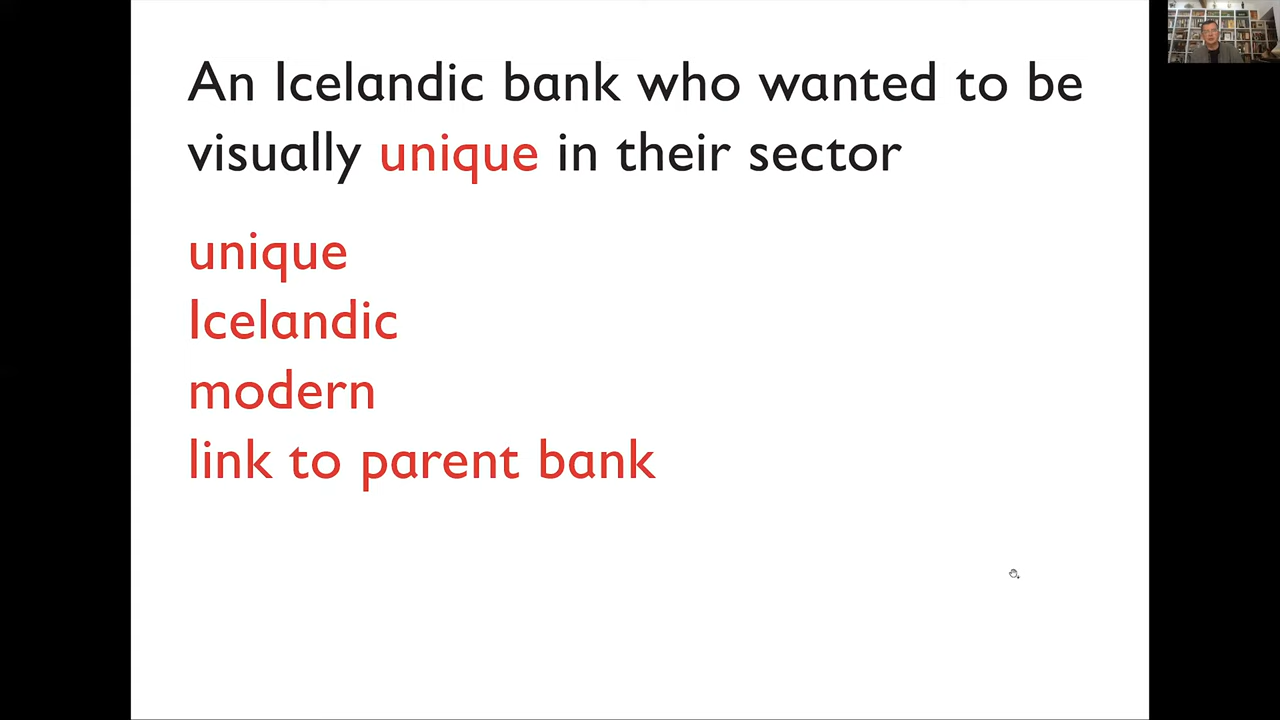 An Icelandic bank who wanted to be
visually unique in their sector
unique
Icelandic
modern
link to parent bank